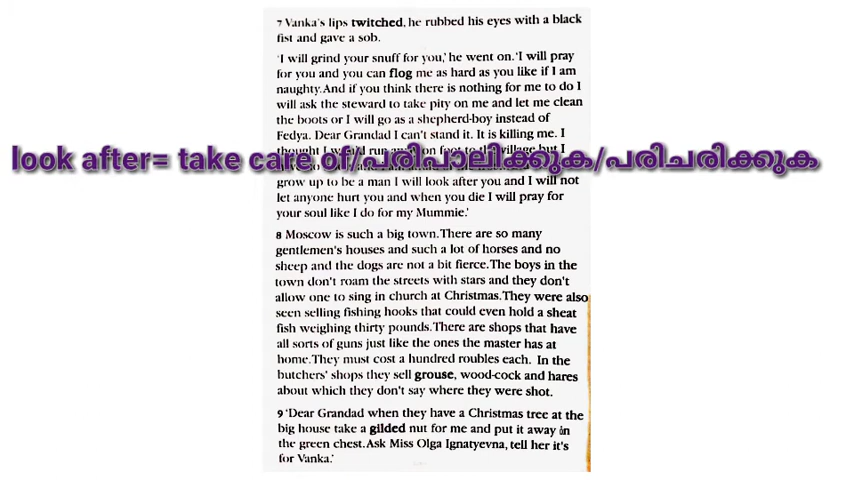 7 Vanka's lips twitched, he rubbed his eyes with a black
fist and gave a sob.
'I will grind your snuff for you,' he went on. 'I will pray
for you and you can flog me as hard as you like if I am
naughty. And if you think there is nothing for me to do I
will ask the steward to take pity on me and let me clean
the boots or I will go as a shepherd-boy instead of
Fedya. Dear Grandad I can't stand it. It is killing me. I
thought I would run away on foot to the village but I
look after= take care of/പരിപാലിക്കുക/പരിചരിക്കുക
grow up to be a man I will look after you and I will not
let anyone hurt you and when you die I will pray for
your soul like I do for my Mummie.'
8 Moscow is such a big town. There are so many
gentlemen's houses and such a lot of horses and no
sheep and the dogs are not a bit fierce. The boys in the
town don't roam the streets with stars and they don't
allow one to sing in church at Christmas. They were also
seen selling fishing hooks that could even hold a sheat
fish weighing thirty pounds. There are shops that have
all sorts of guns just like the ones the master has at
home. They must cost a hundred roubles each. In the
butchers' shops they sell grouse, wood-cock and hares
about which they don't say where they were shot.
9 'Dear Grandad when they have a Christmas tree at the
big house take a gilded nut for me and put it away in
the green chest. Ask Miss Olga Ignatyevna, tell her it's
for Vanka.'